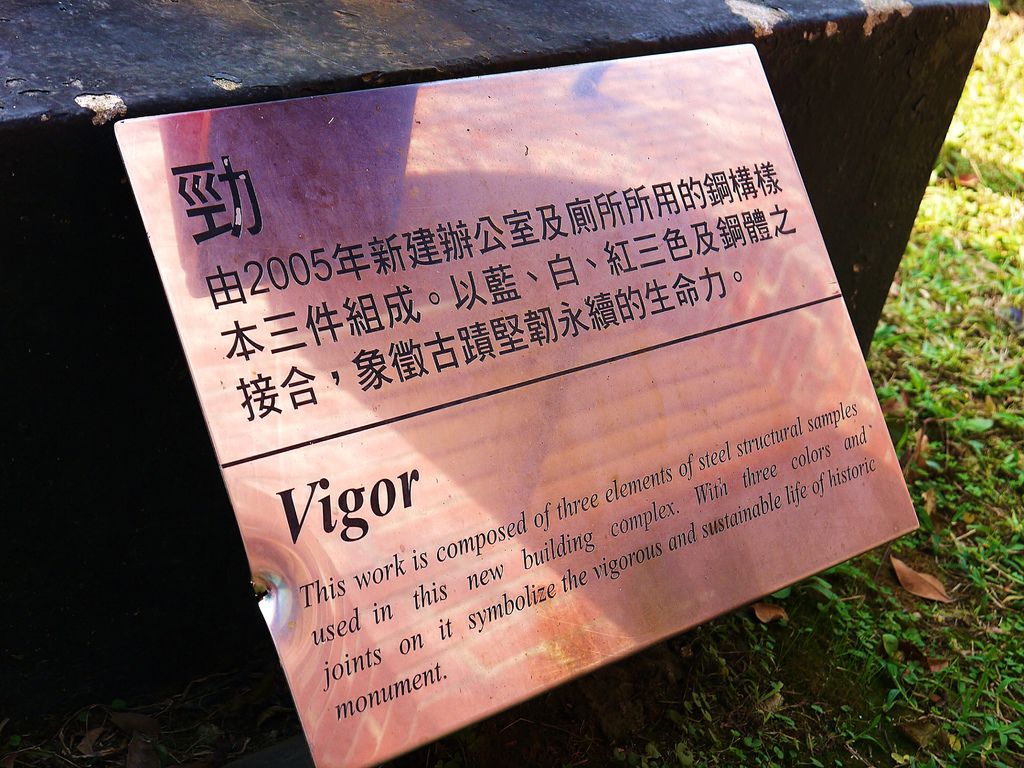 勁
由2005年新建辦公室及廁所所用的鋼構樣
本三件組成。以藍、白、紅三色及鋼體之
接合，象徵古蹟堅韌永續的生命力。
Vigor
This work is composed of three elements of steel structural samples
used in this new building complex. With three colors and
joints on it symbolize the vigorous and sustainable life of historic
monument.